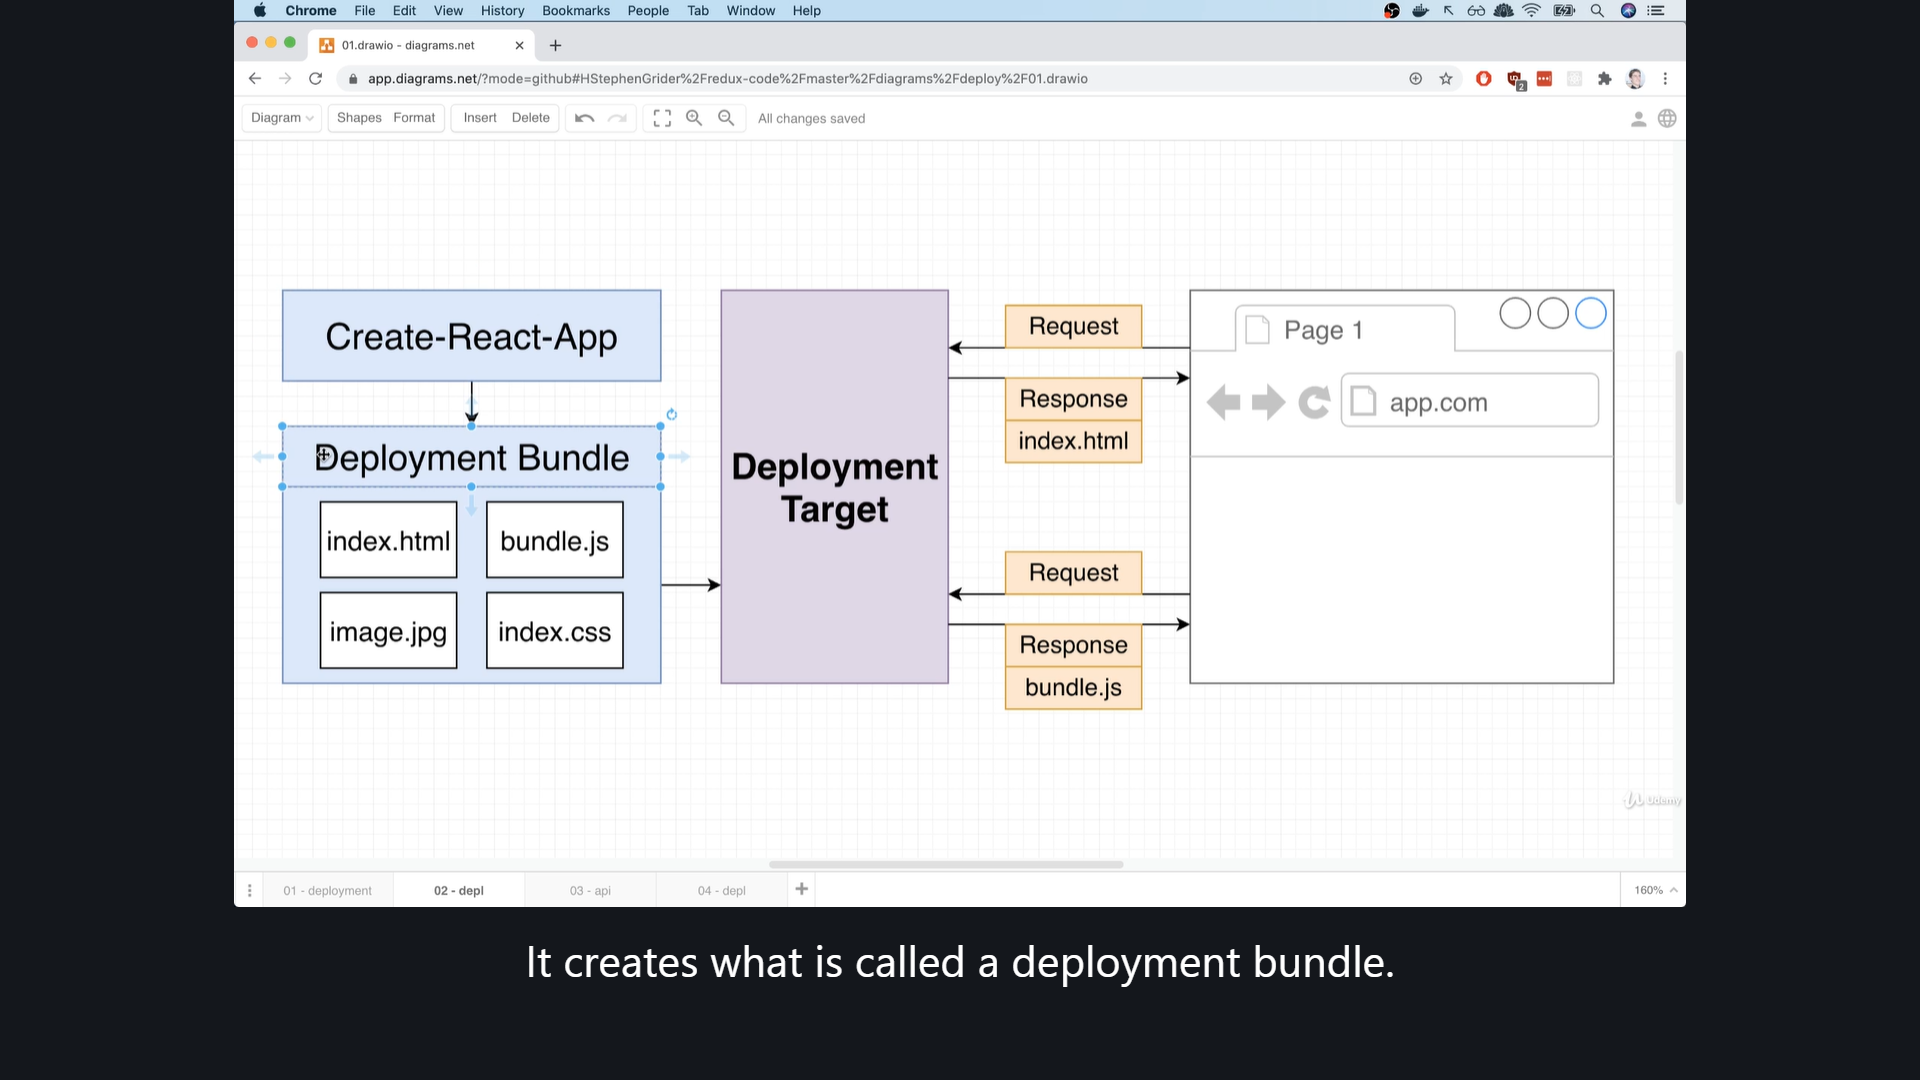 Chrome File Edit View History Bookmarks People Tab Window Help
01.drawio - diagrams.net
app.diagrams.net/?mode=github#HStephenGrider%2Fredux-code%2Fmaster%2Fdiagrams%2Fdeploy%2F01.drawio
2
Diagram Shapes Format Insert Delete All changes saved
Create-React-App
Deployment Bundle
index.html bundle.js
image.jpg index.css
Deployment
Target
Request
Response
index.html
Request
Response
bundle.js
Page 1
app.com
Udemy
01 - deployment 02 - depl 03 - api 04 - depl
160%
It creates what is called a deployment bundle.